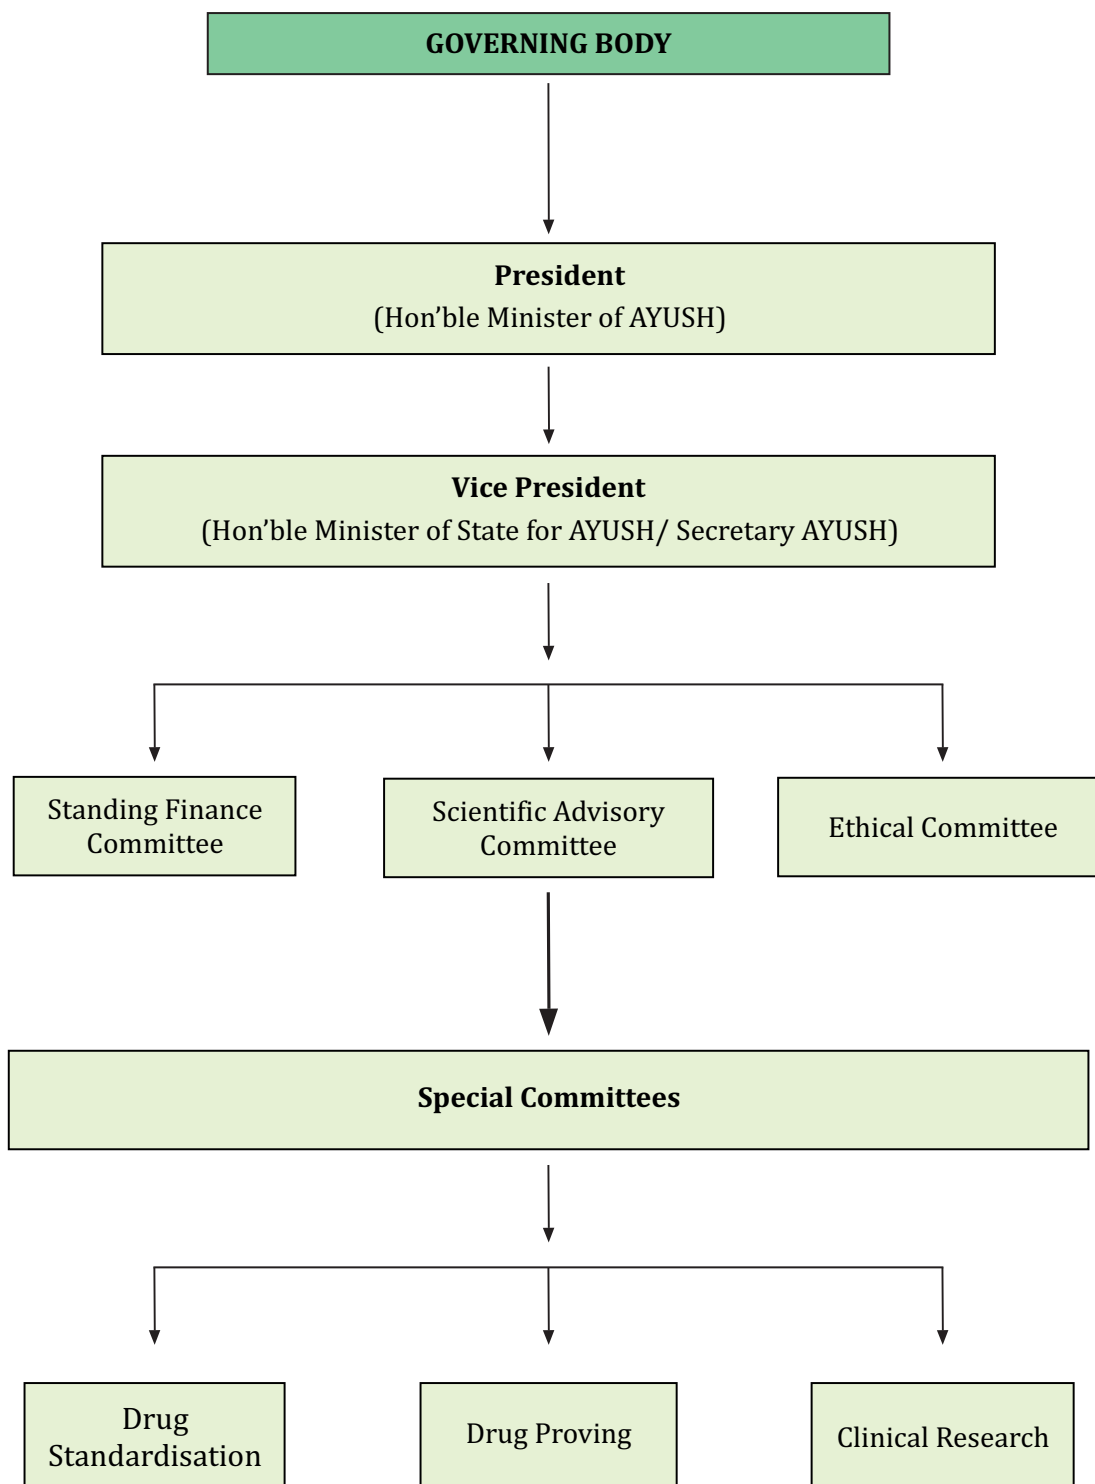 GOVERNING BODY
President
(Hon’ble Minister of AYUSH)
Vice President
(Hon’ble Minister of State for AYUSH/ Secretary AYUSH)
Standing Finance
Committee
Scientific Advisory
Committee
Ethical Committee
Special Committees
Drug
Standardisation
Drug Proving
Clinical Research